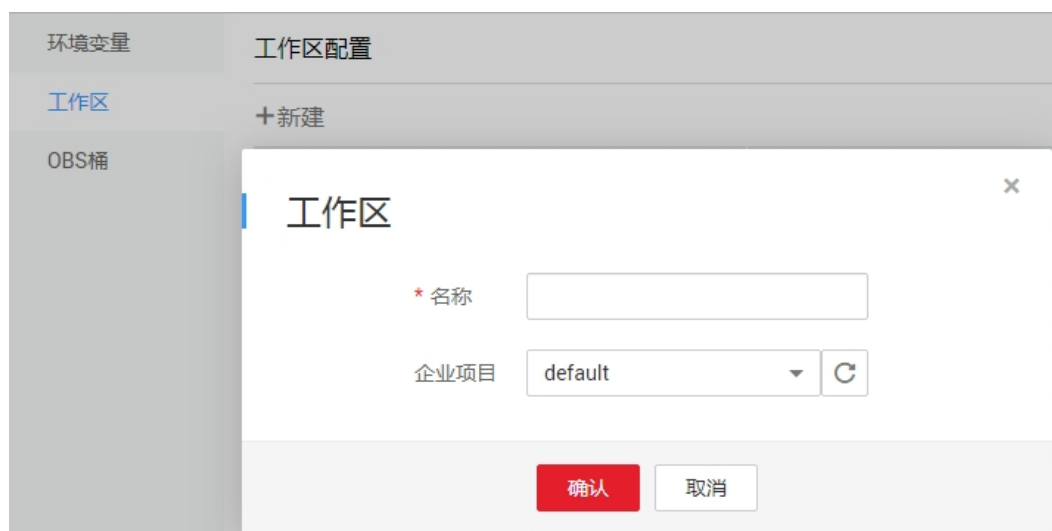 环境变量
工作区配置
工作区
+新建
OBS桶
工作区
* 名称
企业项目 default
确认 取消